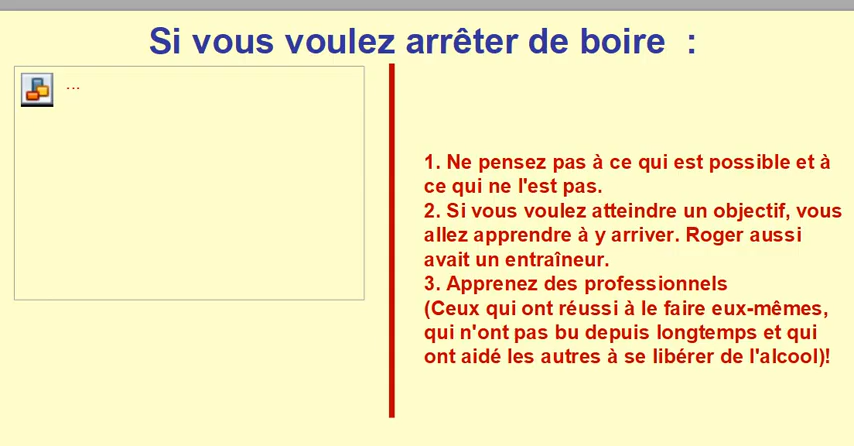 Si vous voulez arrêter de boire  :
...
1. Ne pensez pas à ce qui est possible et à
ce qui ne l'est pas.
2. Si vous voulez atteindre un objectif, vous
allez apprendre à y arriver. Roger aussi
avait un entraîneur.
3. Apprenez des professionnels
(Ceux qui ont réussi à le faire eux-mêmes,
qui n'ont pas bu depuis longtemps et qui
ont aidé les autres à se libérer de l'alcool)!